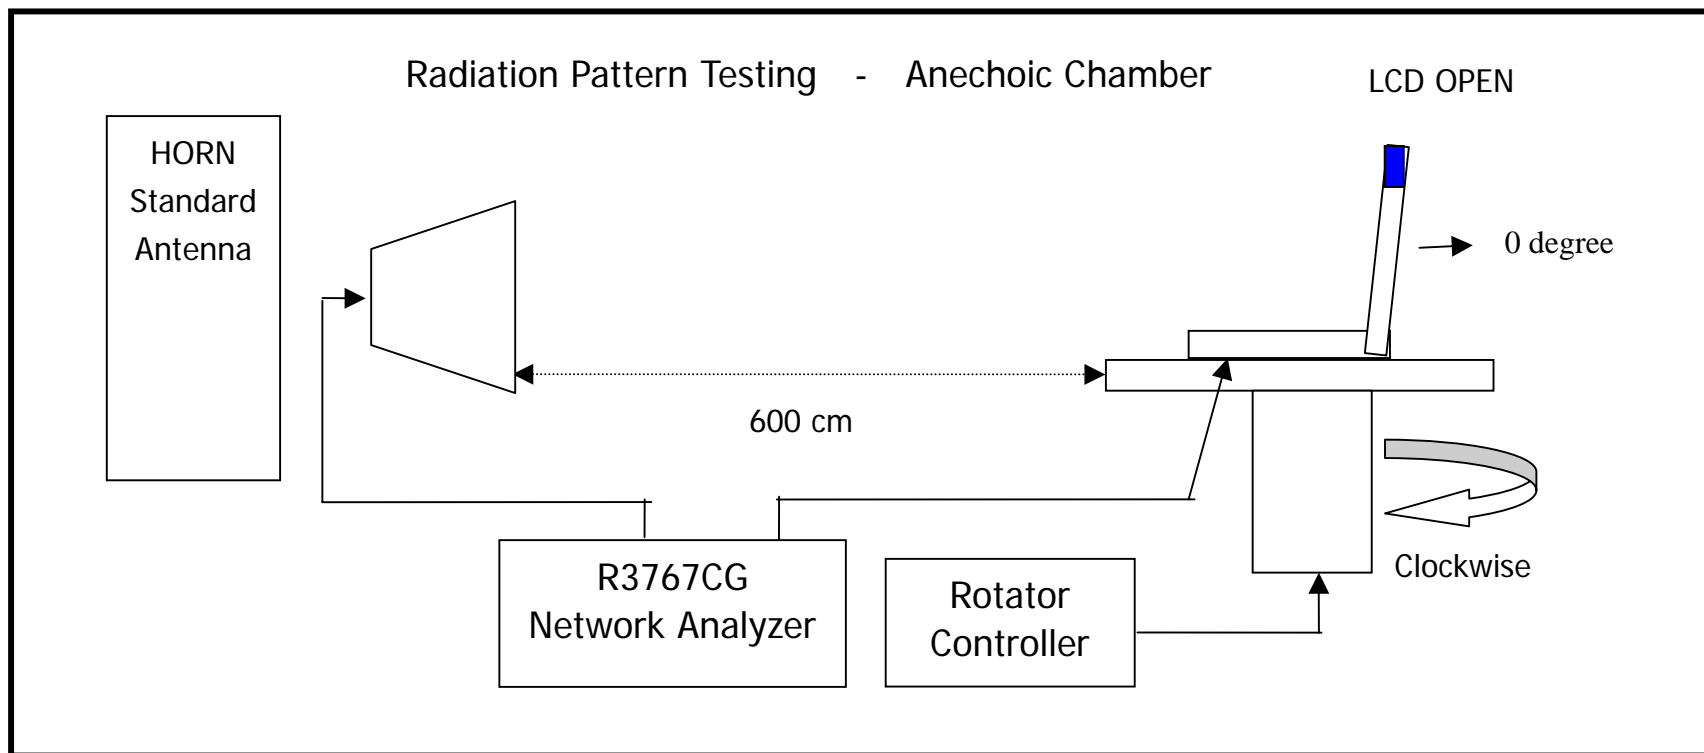 Radiation Pattern Testing - Anechoic Chamber
LCD OPEN
HORN
Standard
Antenna
0 degree
600 cm
R3767CG
Network Analyzer
Rotator
Controller
Clockwise